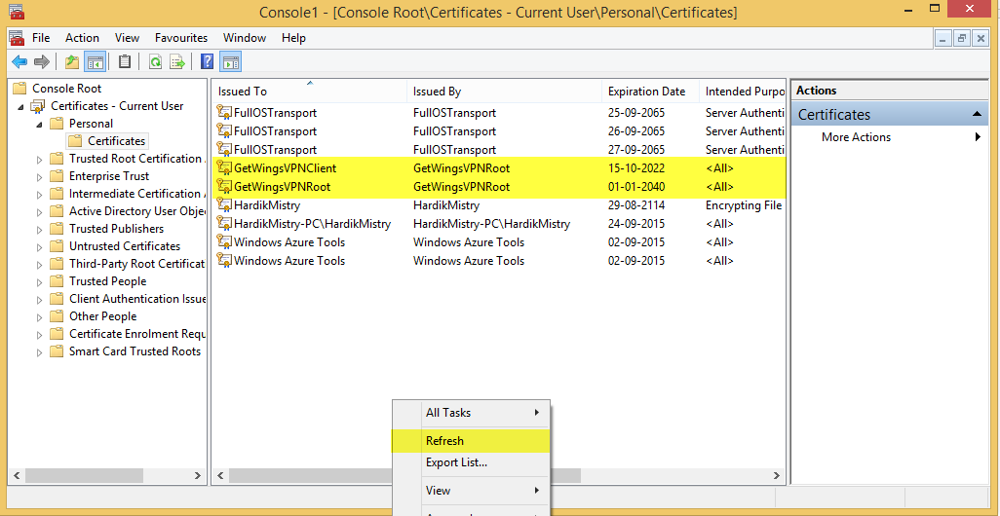 Console1 - [Console Root\Certificates - Current User\Personal\Certificates]
File Action View Favourites Window Help
Console Root
Certificates - Current User
Personal
Certificates
Trusted Root Certification
Enterprise Trust
Intermediate Certification
Active Directory User Obje
Trusted Publishers
Untrusted Certificates
Third-Party Root Certificat
Trusted People
Client Authentication Issue
Other People
Certificate Enrolment Requ
Smart Card Trusted Roots
Issued To Issued By Expiration Date Intended Purpo
FullOSTransport FullOSTransport 25-09-2065 Server Authenti
FullOSTransport FullOSTransport 26-09-2065 Server Authenti
FullOSTransport FullOSTransport 27-09-2065 Server Authenti
GetWingsVPNClient GetWingsVPNRoot 15-10-2022 <All>
GetWingsVPNRoot GetWingsVPNRoot 01-01-2040 <All>
HardikMistry HardikMistry 29-08-2114 Encrypting File
HardikMistry-PC\HardikMistry HardikMistry-PC\HardikMistry 24-09-2015 <All>
Windows Azure Tools Windows Azure Tools 02-09-2015 <All>
Windows Azure Tools Windows Azure Tools 02-09-2015 <All>
Actions
Certificates
More Actions
All Tasks
Refresh
Export List...
View